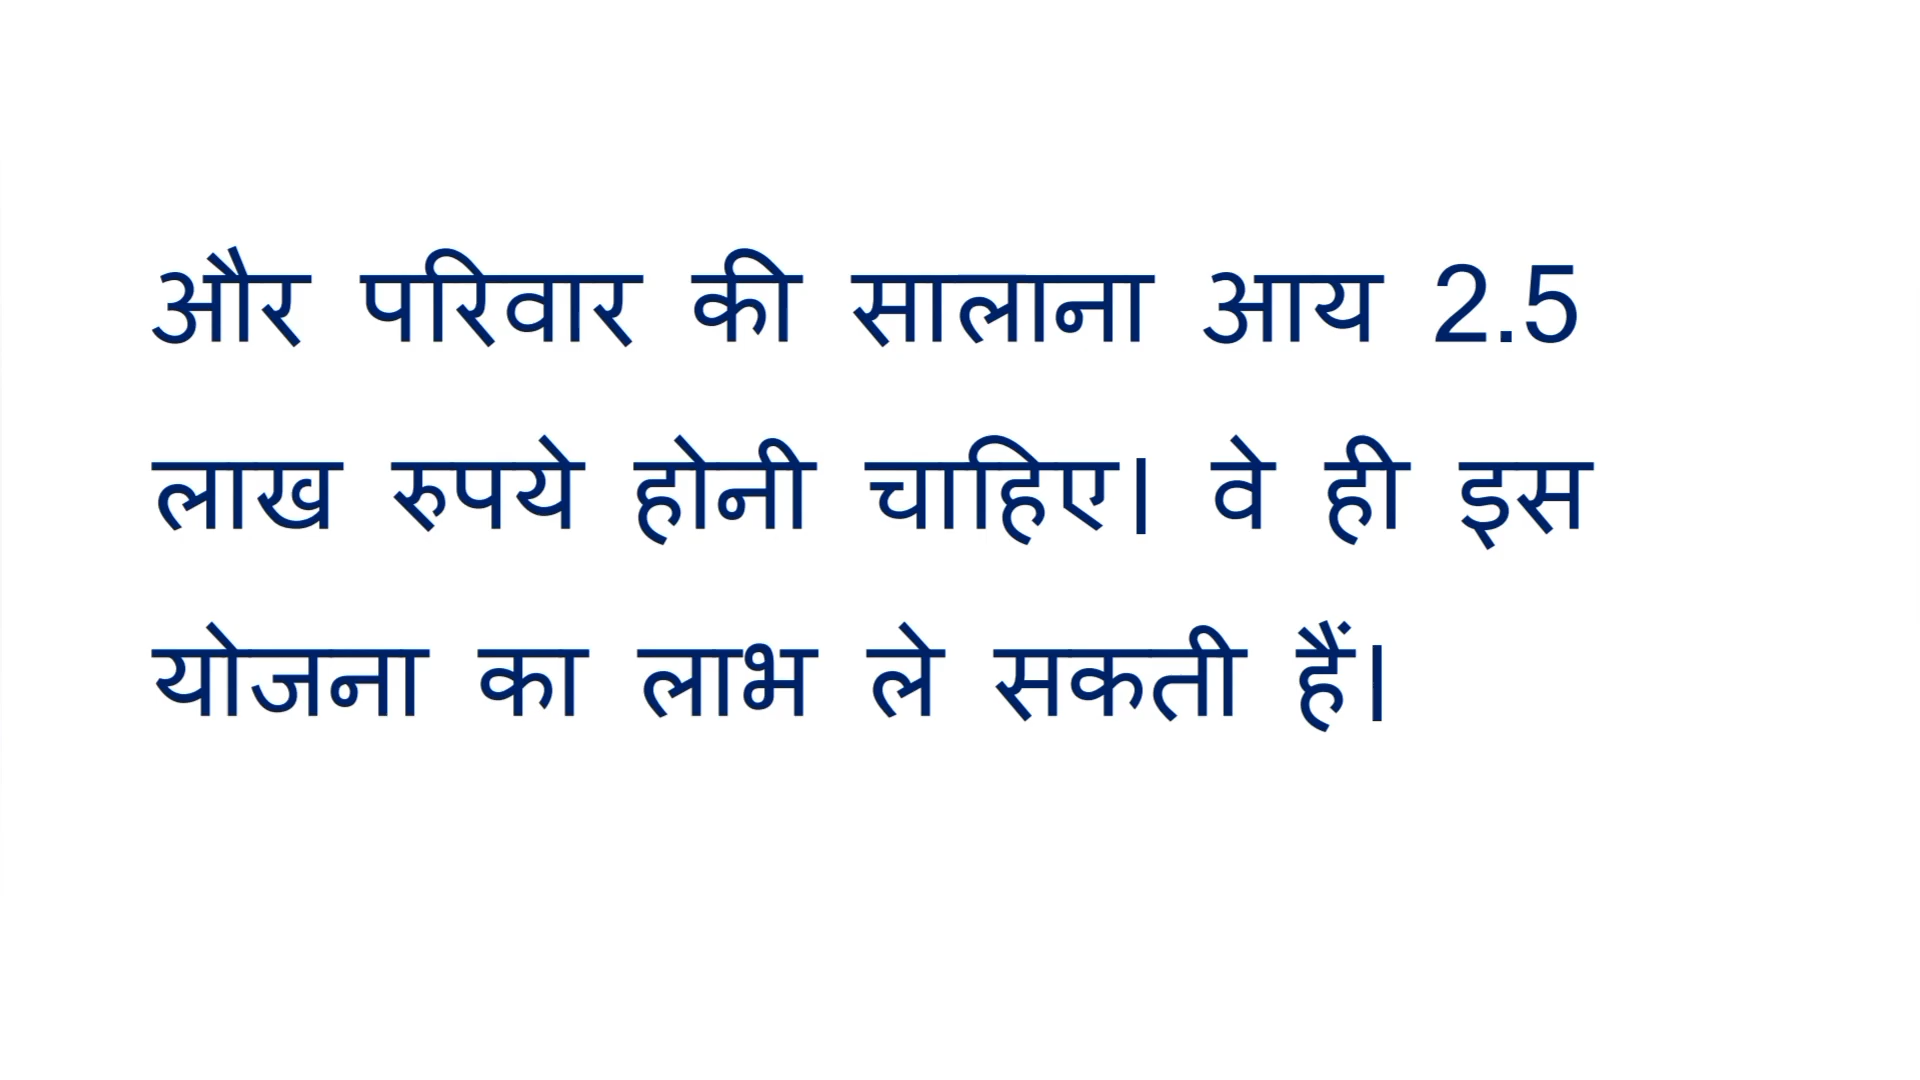 और परिवार की सालाना आय 2.5
लाख रुपये होनी चाहिए। वे ही इस
योजना का लाभ ले सकती हैं।